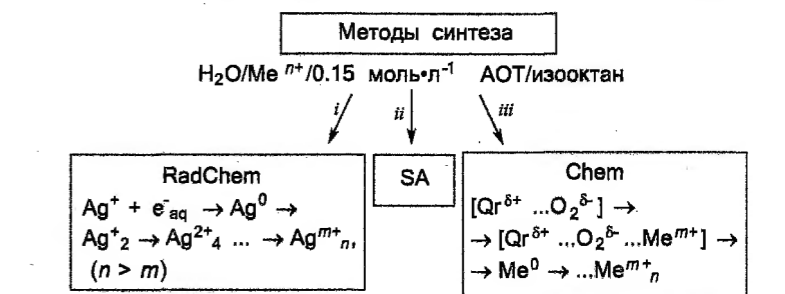 Методы синтеза
H₂O/Me ⁿ⁺/0.15 моль•л⁻¹ АОТ/изооктан
i ii iii
RadChem
Ag⁺ + e⁻aq → Ag⁰ →
Ag⁺₂ → Ag²⁺₄ ... → Agᵐ⁺ₙ,
(n > m)
SA
Chem
[Qrᵟ⁺ ...O₂ᵟ⁻] →
→ [Qrᵟ⁺ ...O₂ᵟ⁻ ...Meᵐ⁺] →
→ Me⁰ → ...Meᵐ⁺ₙ